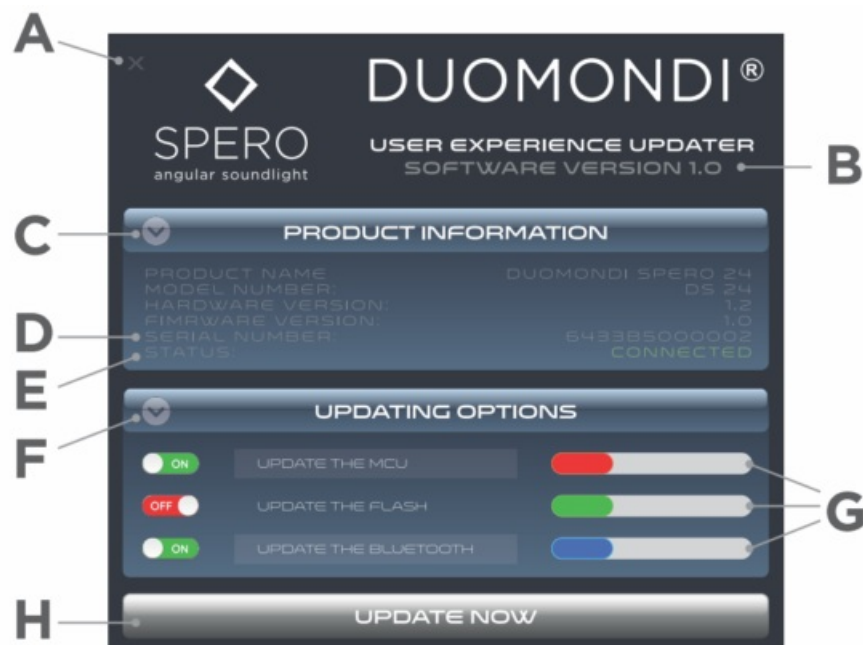 A
X
DUOMONDI®
SPERO
angular soundlight
USER EXPERIENCE UPDATER
SOFTWARE VERSION 1.0
B
C
PRODUCT INFORMATION
PRODUCT NAME DUOMONDI SPERO 24
MODEL NUMBER: DS 24
HARDWARE VERSION: 1.2
FIMRWARE VERSION: 1.0
D
SERIAL NUMBER: 643385000002
STATUS: CONNECTED
E
UPDATING OPTIONS
F
ON UPDATE THE MCU
OFF UPDATE THE FLASH
G
ON UPDATE THE BLUETOOTH
H
UPDATE NOW